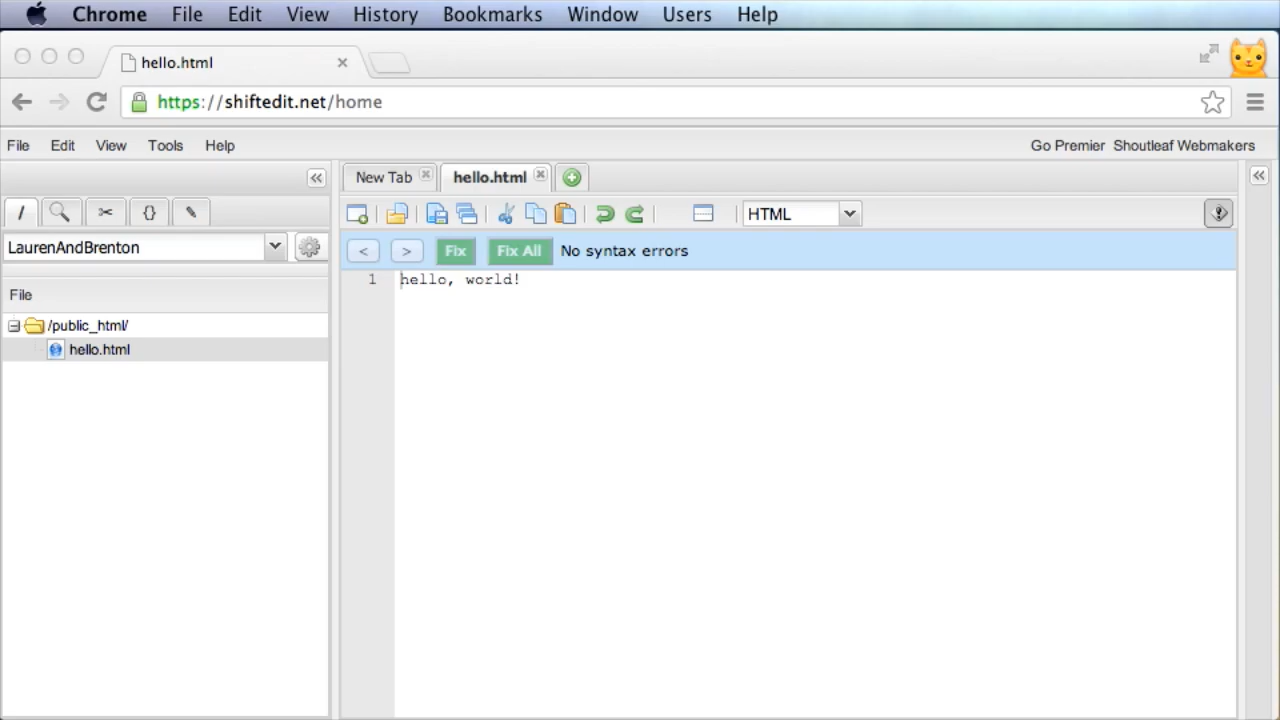 Chrome File Edit View History Bookmarks Window Users Help
hello.html
https://shiftedit.net/home
File Edit View Tools Help Go Premier Shoutleaf Webmakers
New Tab hello.html
/ {} HTML
LaurenAndBrenton < > Fix Fix All No syntax errors
1 hello, world!
File
/public_html/
hello.html